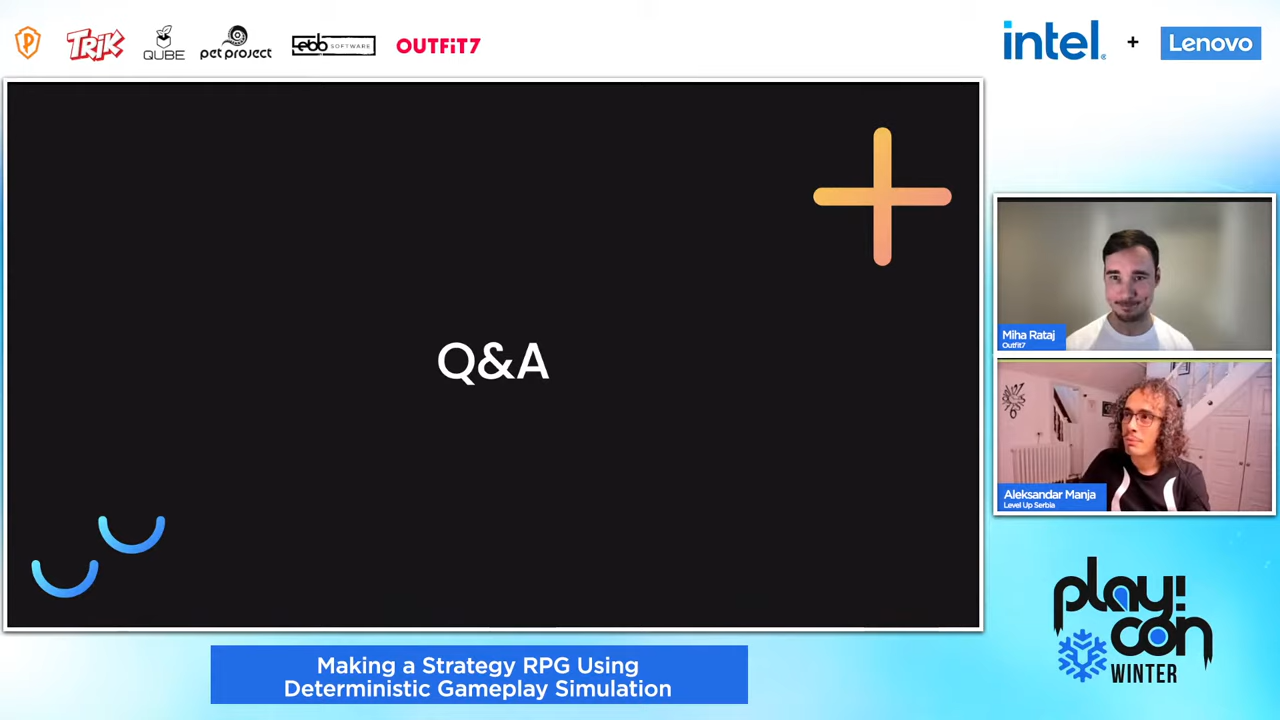 TRiK
QUBE
pet project
Lebb SOFTWARE
OUTFiT7
intel
+
Lenovo
Q&A
Miha Rataj
Outfit7
Aleksandar Manja
Level Up Serbia
play!
con
WINTER
Making a Strategy RPG Using
Deterministic Gameplay Simulation